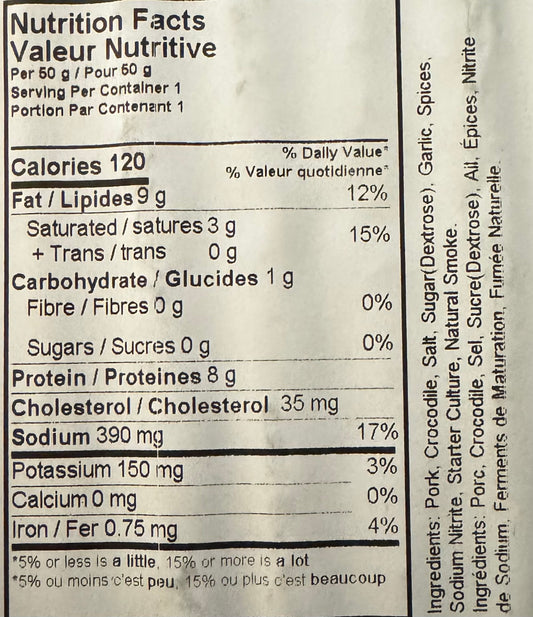 Nutrition Facts
Valeur Nutritive
Per 50 g / Pour 50 g
Serving Per Container 1
Portion Par Contenant 1
% Daily Value*
Calories 120
% Valeur quotidienne*
Fat / Lipides 9 g 12%
Saturated / satures 3 g 15%
+ Trans / trans 0 g
Carbohydrate / Glucides 1 g
Fibre / Fibres 0 g 0%
Sugars / Sucres 0 g 0%
Protein / Proteines 8 g
Cholesterol / Cholesterol 35 mg
Sodium 390 mg 17%
Potassium 150 mg 3%
Calcium 0 mg 0%
Iron / Fer 0.75 mg 4%
*5% or less is a little, 15% or more is a lot
*5% ou moins c'est peu, 15% ou plus c'est beaucoup
Ingredients: Pork, Crocodile, Salt, Sugar(Dextrose), Garlic, Spices,
Sodium Nitrite, Starter Culture, Natural Smoke.
Ingrédients: Porc, Crocodile, Sel, Sucre(Dextrose), Ail, Épices, Nitrite
de Sodium, Ferments de Maturation, Fumée Naturelle.